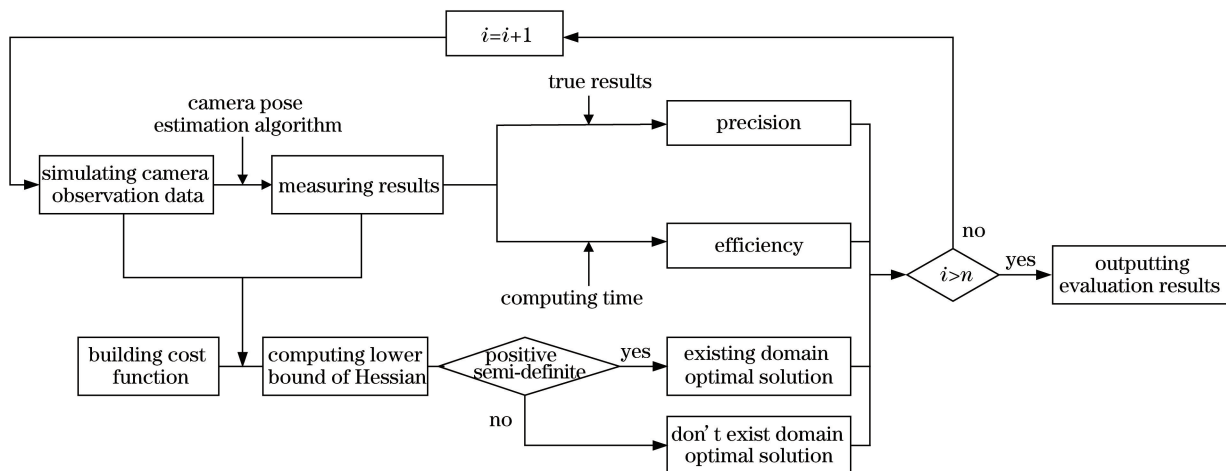 i=i+1
true results
camera pose
estimation algorithm
precision
simulating camera
observation data
measuring results
no
efficiency
i>n
yes
outputting
evaluation results
computing time
building cost
function
computing lower
bound of Hessian
positive
semi-definite
yes
existing domain
optimal solution
no
don't exist domain
optimal solution